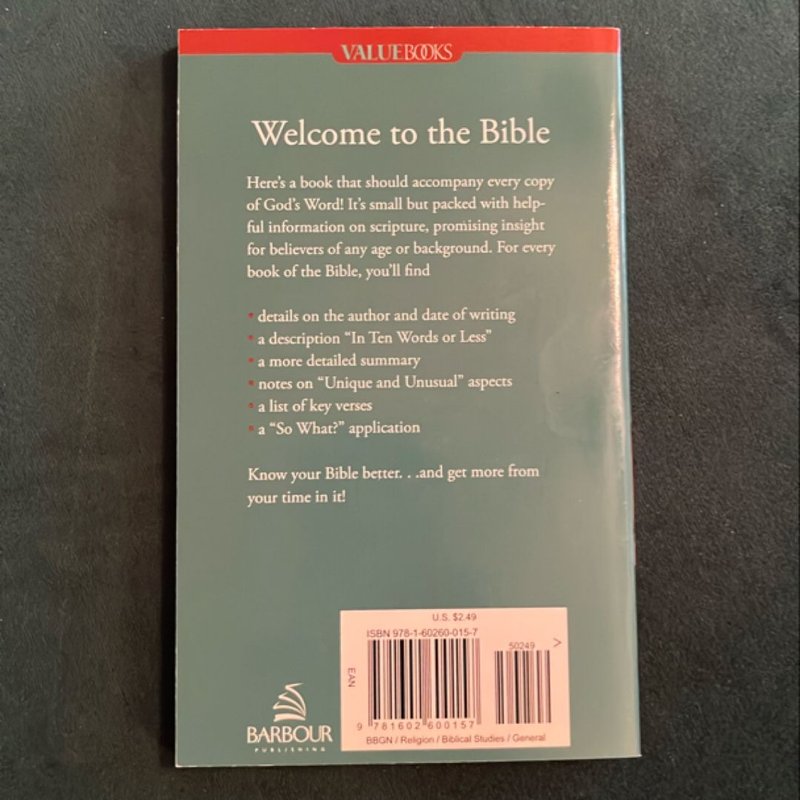 VALUEBOOKS
Welcome to the Bible
Here's a book that should accompany every copy
of God's Word! It's small but packed with help-
ful information on scripture, promising insight
for believers of any age or background. For every
book of the Bible, you'll find
• details on the author and date of writing
• a description “In Ten Words or Less”
• a more detailed summary
• notes on “Unique and Unusual” aspects
• a list of key verses
• a “So What?” application
Know your Bible better. . .and get more from
your time in it!
U.S. $2.49
ISBN 978-1-60260-015-7
50249 >
EAN
9 781602 600157
BBGN / Religion / Biblical Studies / General
BARBOUR
PUBLISHING